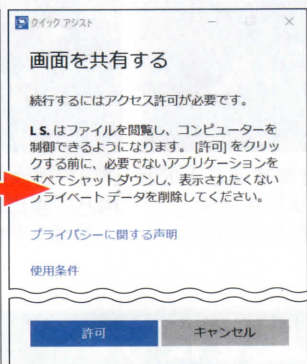 クイック アシスト
画面を共有する
続行するにはアクセス許可が必要です。
L S. はファイルを閲覧し、コンピューターを
制御できるようになります。[許可] をクリッ
クする前に、必要でないアプリケーションを
すべてシャットダウンし、表示されたくない
プライベート データを削除してください。
プライバシーに関する声明
使用条件
許可
キャンセル